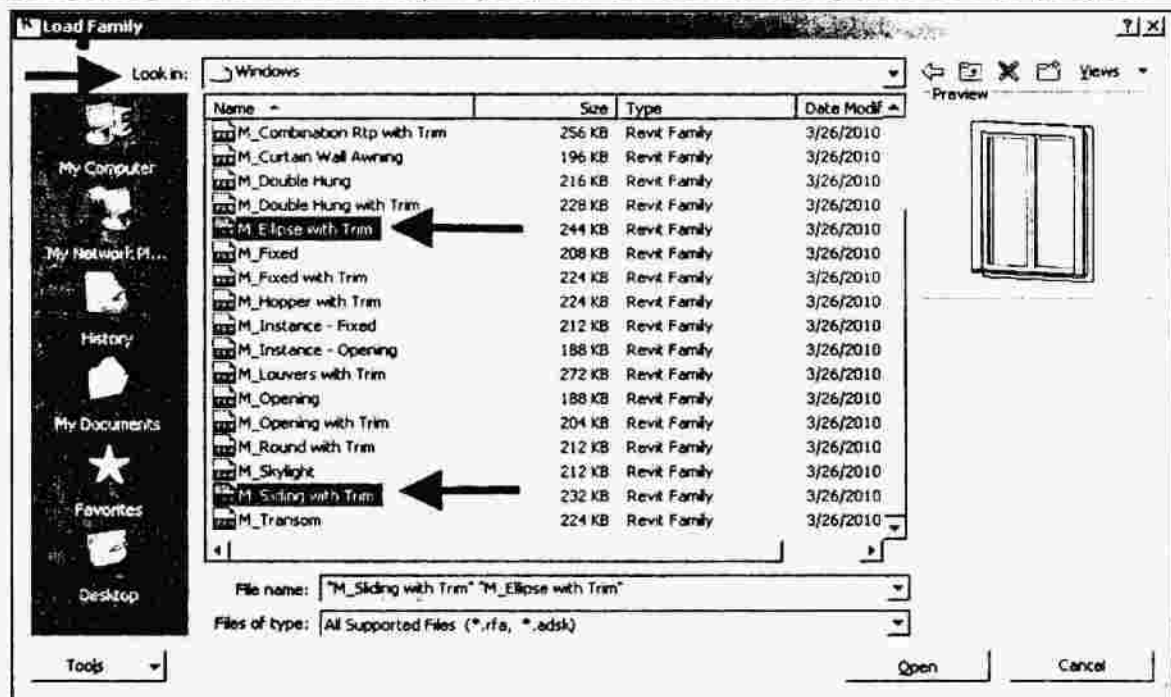 Load Family
Look in: Windows
Views
My Computer
My Network Pl...
History
My Documents
Favorites
Desktop
Name Size Type Date Modif
M_Combination Rtp with Trim 256 KB Revit Family 3/26/2010
M_Curtain Wall Awning 196 KB Revit Family 3/26/2010
M_Double Hung 216 KB Revit Family 3/26/2010
M_Double Hung with Trim 228 KB Revit Family 3/26/2010
M_Ellipse with Trim 244 KB Revit Family 3/26/2010
M_Fixed 208 KB Revit Family 3/26/2010
M_Fixed with Trim 224 KB Revit Family 3/26/2010
M_Hopper with Trim 224 KB Revit Family 3/26/2010
M_Instance - Fixed 212 KB Revit Family 3/26/2010
M_Instance - Opening 188 KB Revit Family 3/26/2010
M_Louvers with Trim 272 KB Revit Family 3/26/2010
M_Opening 188 KB Revit Family 3/26/2010
M_Opening with Trim 204 KB Revit Family 3/26/2010
M_Round with Trim 212 KB Revit Family 3/26/2010
M_Skylight 212 KB Revit Family 3/26/2010
M_Sliding with Trim 232 KB Revit Family 3/26/2010
M_Transom 224 KB Revit Family 3/26/2010
Preview
File name: "M_Sliding with Trim" "M_Ellipse with Trim"
Files of type: All Supported Files (*.rfa, *.adsk)
Tools
Open
Cancel